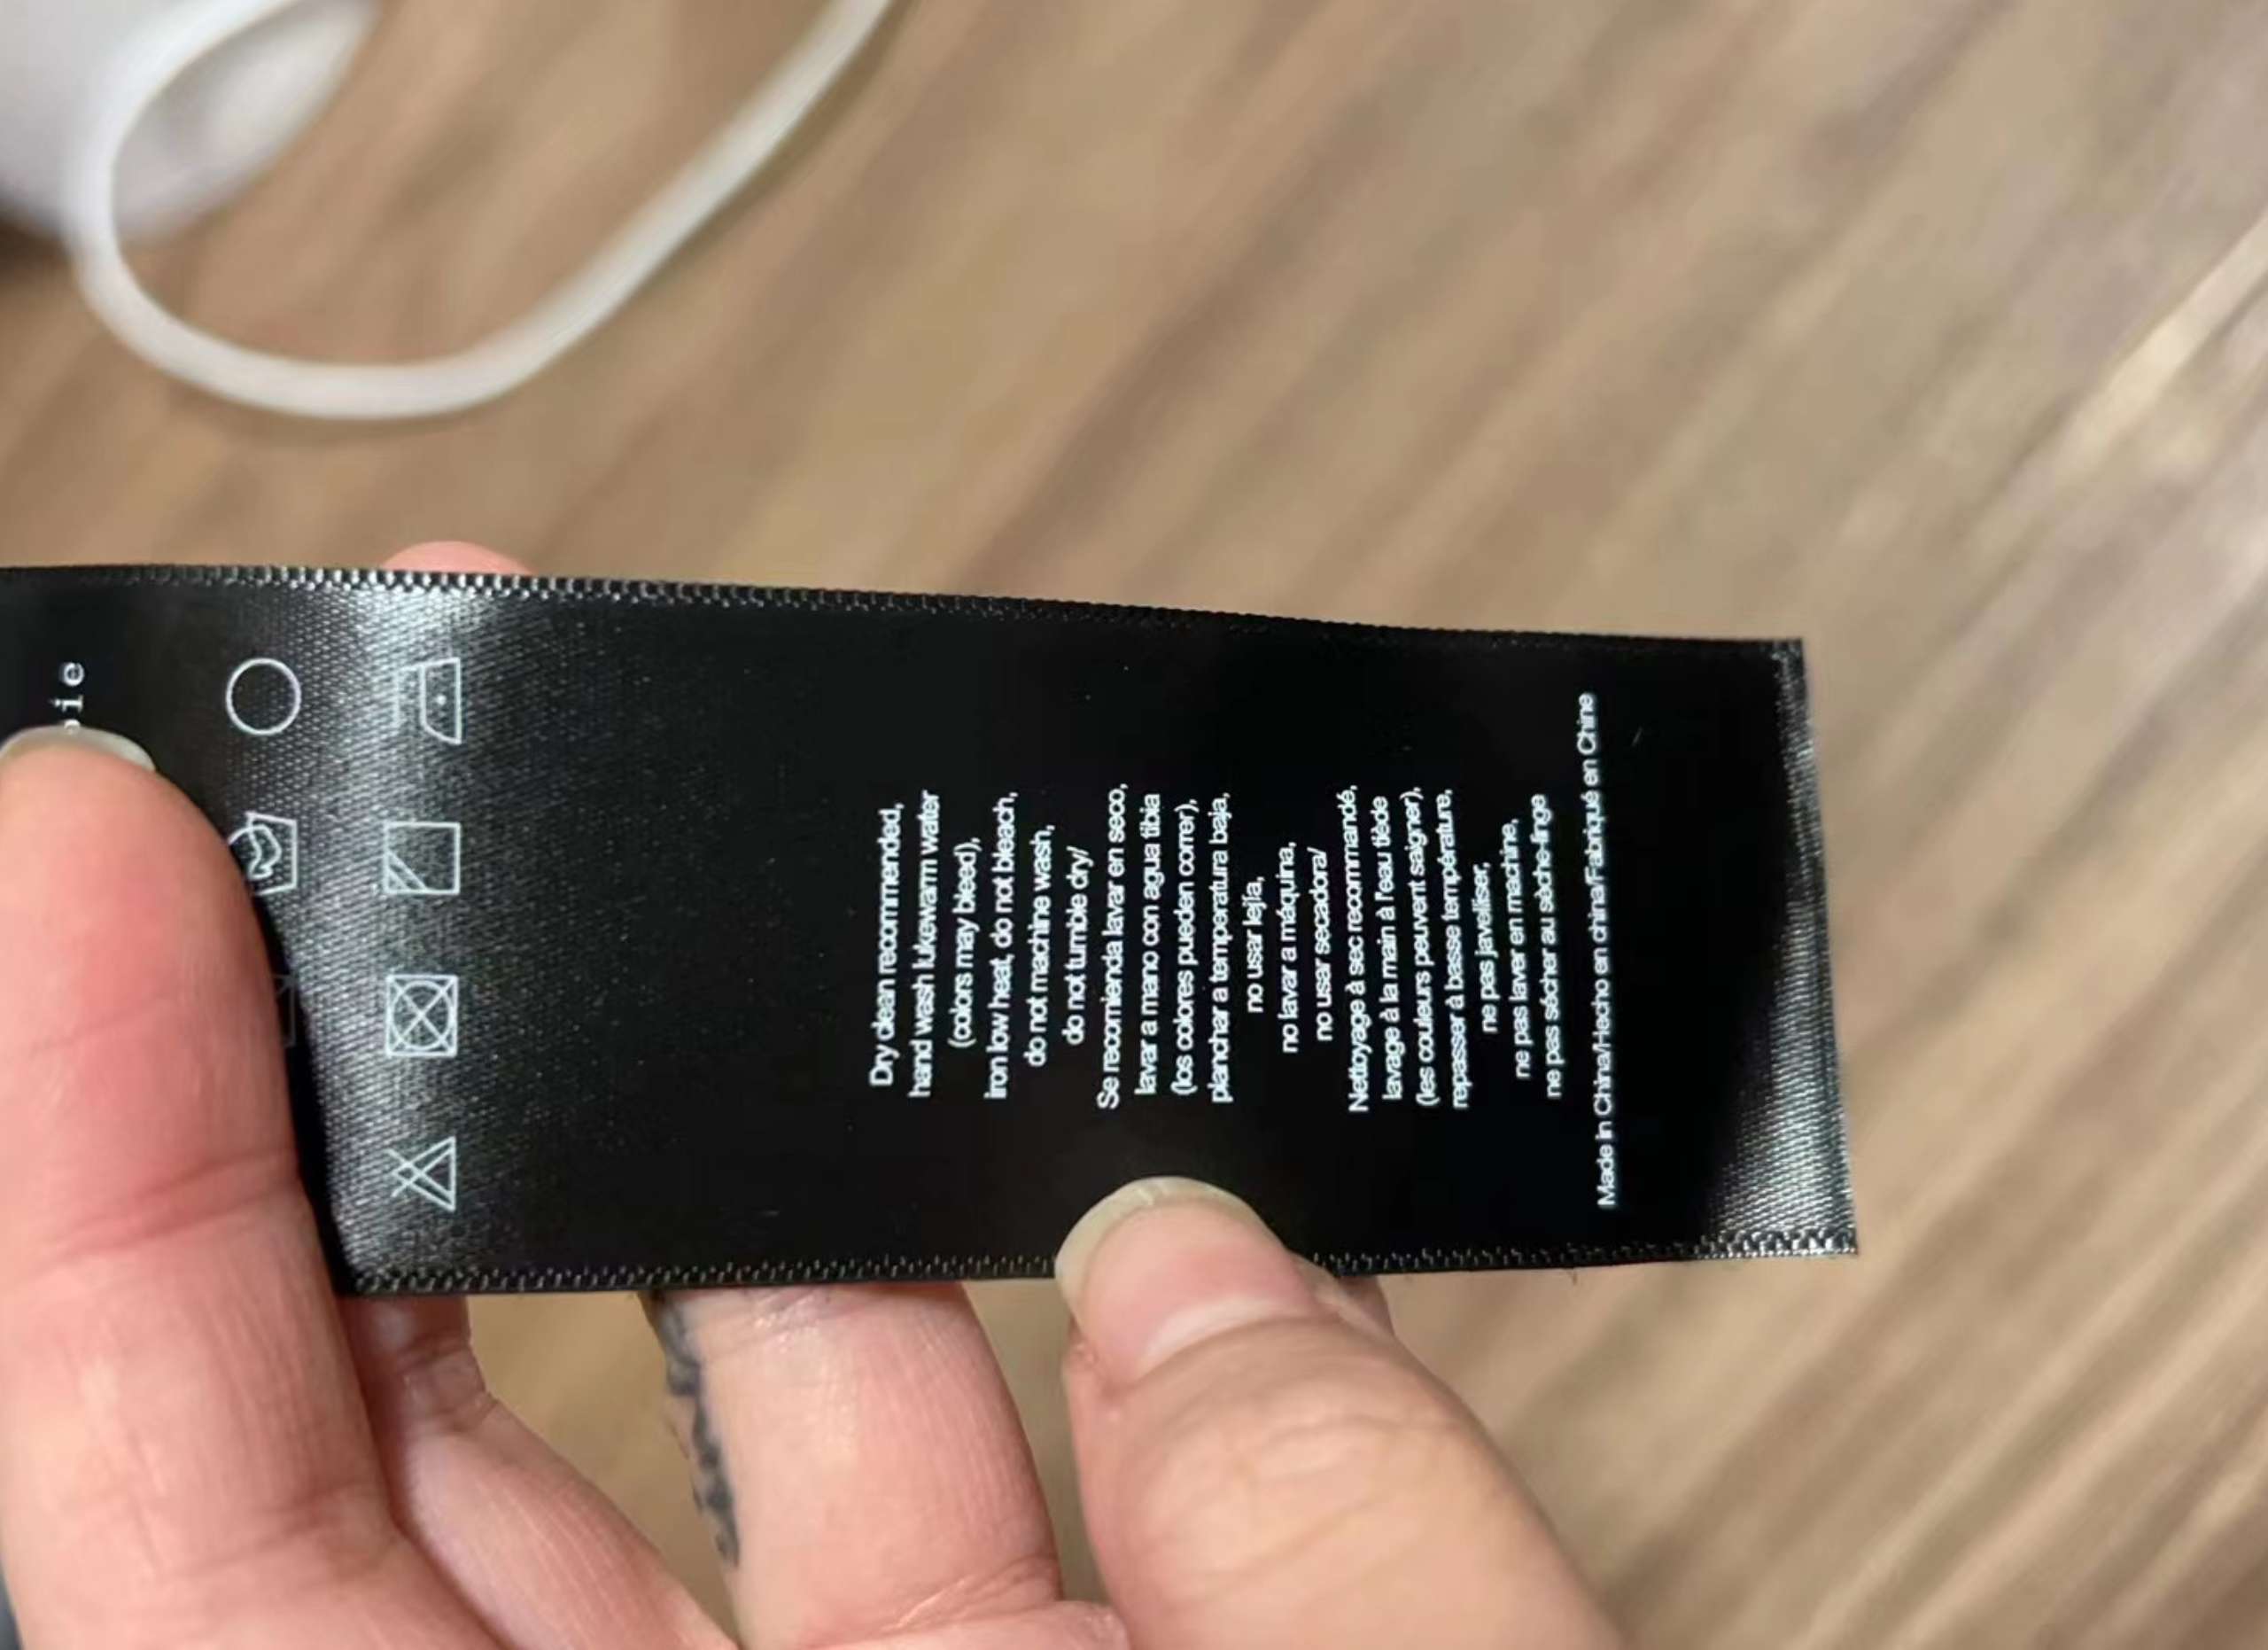 ie
Dry clean recommended,
hand wash lukewarm water
(colors may bleed),
iron low heat, do not bleach,
do not machine wash,
do not tumble dry/
Se recomienda lavar en seco,
lavar a mano con agua tibia
(los colores pueden correr),
planchar a temperatura baja,
no usar lejía,
no lavar a máquina,
no usar secadora/
Nettoyage à sec recommandé,
lavage à la main à l'eau tiède
(les couleurs peuvent saigner),
repasser à basse température,
ne pas javelliser,
ne pas laver en machine,
ne pas sécher au sèche-linge
Made in China/Hecho en china/Fabriqué en Chine